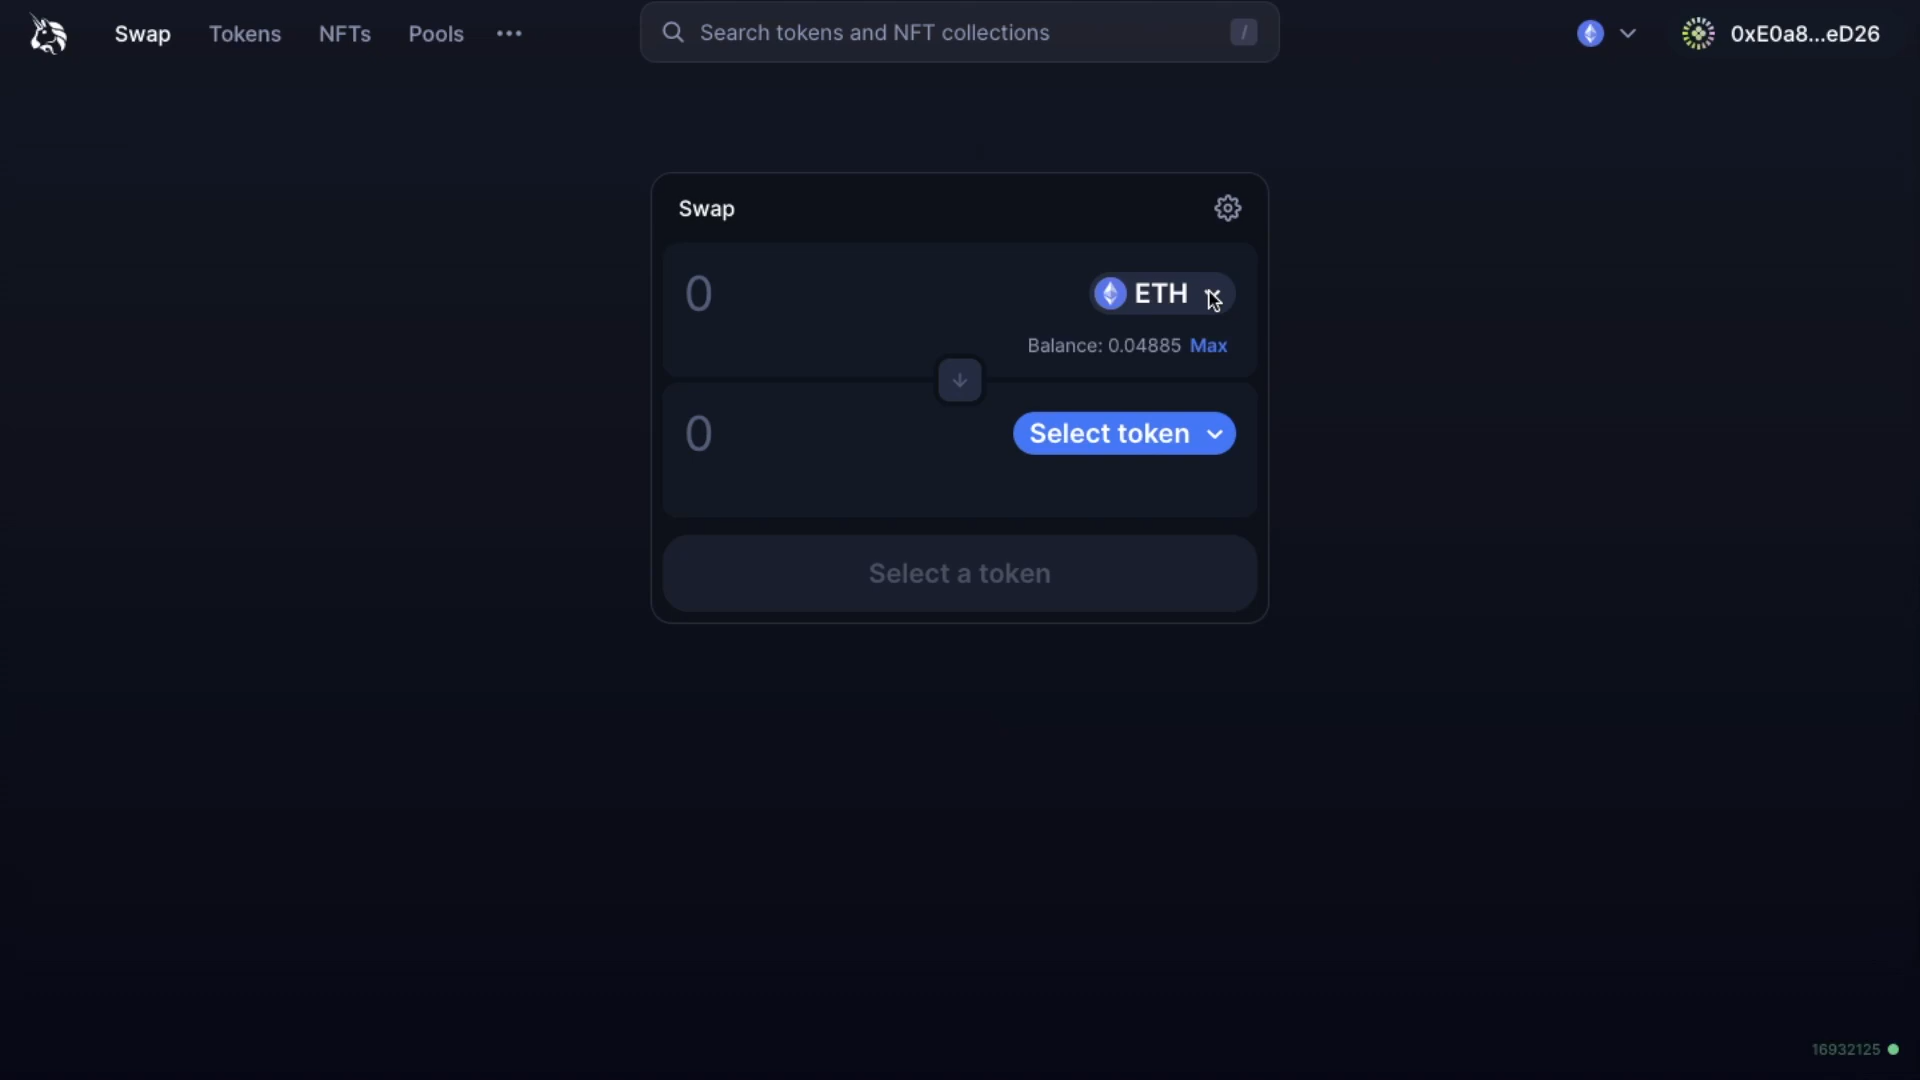 Swap Tokens NFTs Pools ••• Search tokens and NFT collections / 0xE0a8...eD26
Swap
0 ETH
Balance: 0.04885 Max
0 Select token
Select a token
16932125